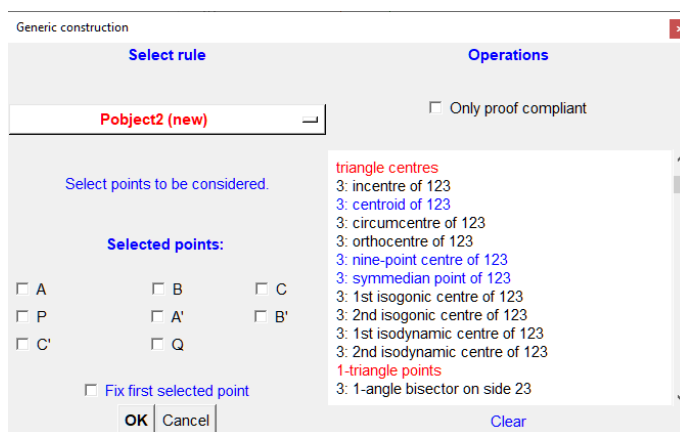 Generic construction
Select rule
Operations
Pobject2 (new)
Only proof compliant
Select points to be considered.
Selected points:
A B C
P A' B'
C' Q
Fix first selected point
OK Cancel
triangle centres
3: incentre of 123
3: centroid of 123
3: circumcentre of 123
3: orthocentre of 123
3: nine-point centre of 123
3: symmedian point of 123
3: 1st isogonic centre of 123
3: 2nd isogonic centre of 123
3: 1st isodynamic centre of 123
3: 2nd isodynamic centre of 123
1-triangle points
3: 1-angle bisector on side 23
Clear